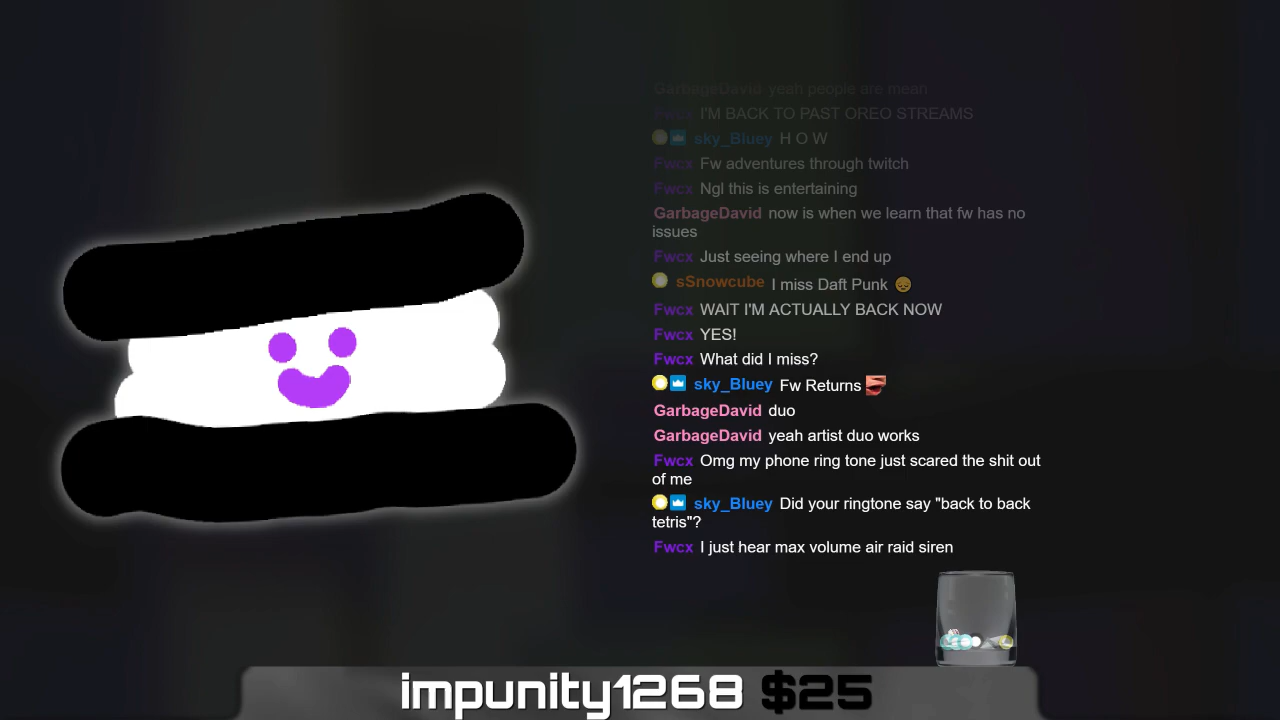 GarbageDavid yeah people are mean
Fwcx I'M BACK TO PAST OREO STREAMS
sky_Bluey H O W
Fwcx Fw adventures through twitch
Fwcx Ngl this is entertaining
GarbageDavid now is when we learn that fw has no
issues
Fwcx Just seeing where I end up
sSnowcube I miss Daft Punk 😔
Fwcx WAIT I'M ACTUALLY BACK NOW
Fwcx YES!
Fwcx What did I miss?
sky_Bluey Fw Returns
GarbageDavid duo
GarbageDavid yeah artist duo works
Fwcx Omg my phone ring tone just scared the shit out
of me
sky_Bluey Did your ringtone say "back to back
tetris"?
Fwcx I just hear max volume air raid siren
impunity1268 $25